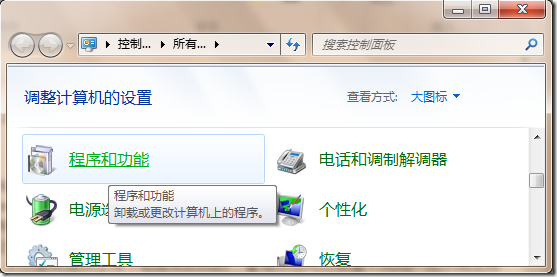 控制... 所有... 搜索控制面板
调整计算机的设置 查看方式: 大图标
程序和功能 电话和调制解调器
程序和功能
卸载或更改计算机上的程序。
电源选 个性化
管理工具 恢复